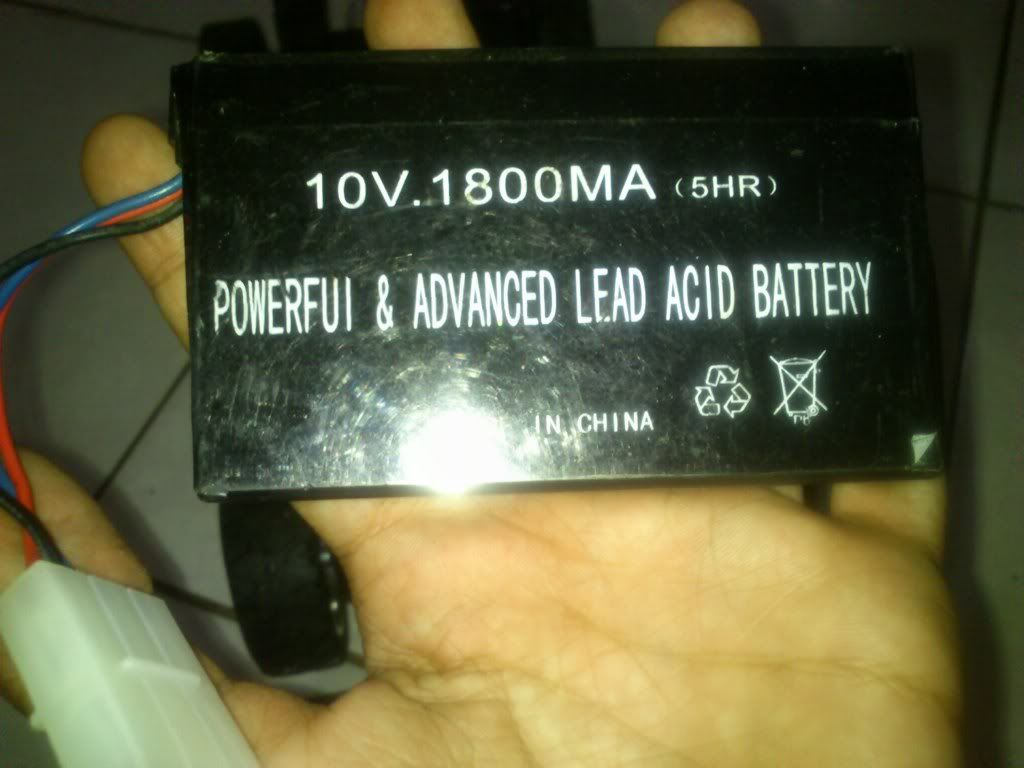 10V.1800MA (5HR)
POWERFUI & ADVANCED LEAD ACID BATTERY
IN CHINA